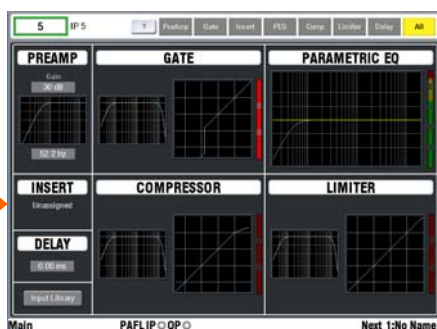 5 IP 5 ? PreAmp Gate Insert PEQ Comp Limiter Delay All
PREAMP GATE PARAMETRIC EQ
Gain
30 dB
52.2 Hz
INSERT COMPRESSOR LIMITER
Unassigned
DELAY
0.00 ms
Input Library
Main PAFL IP OP Next 1:No Name